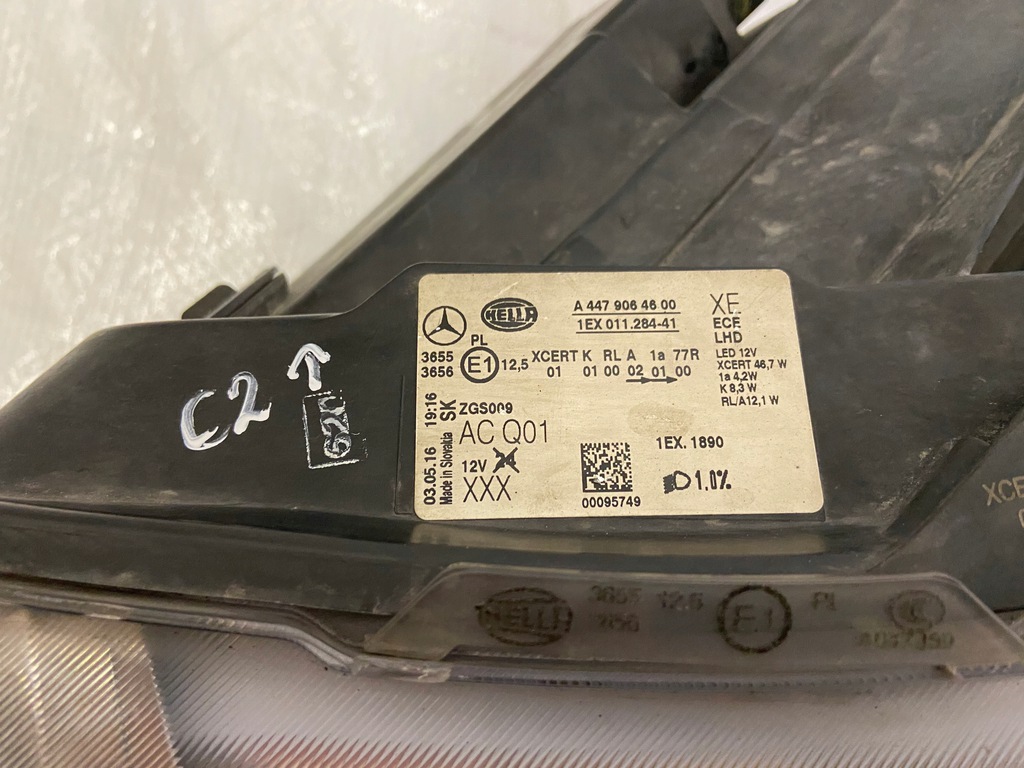 HELLA
A 447 906 46 00
1EX 011.284-41
XE
ECE
LHD
LED 12V
XCERT 46,7 W
1a 4,2W
K 8,3 W
RL/A12,1 W
PL
3655
3656
E1
12,5
XCERT K RL A 1a 77R
01 01 00 02 01 00
03.05.16 19:16
Made in Slovakia SK
ZGS009
AC Q01
12V
XXX
00095749
1EX. 1890
1.0%
C2
HELLA
3655
12,5
E1
PL
XCE